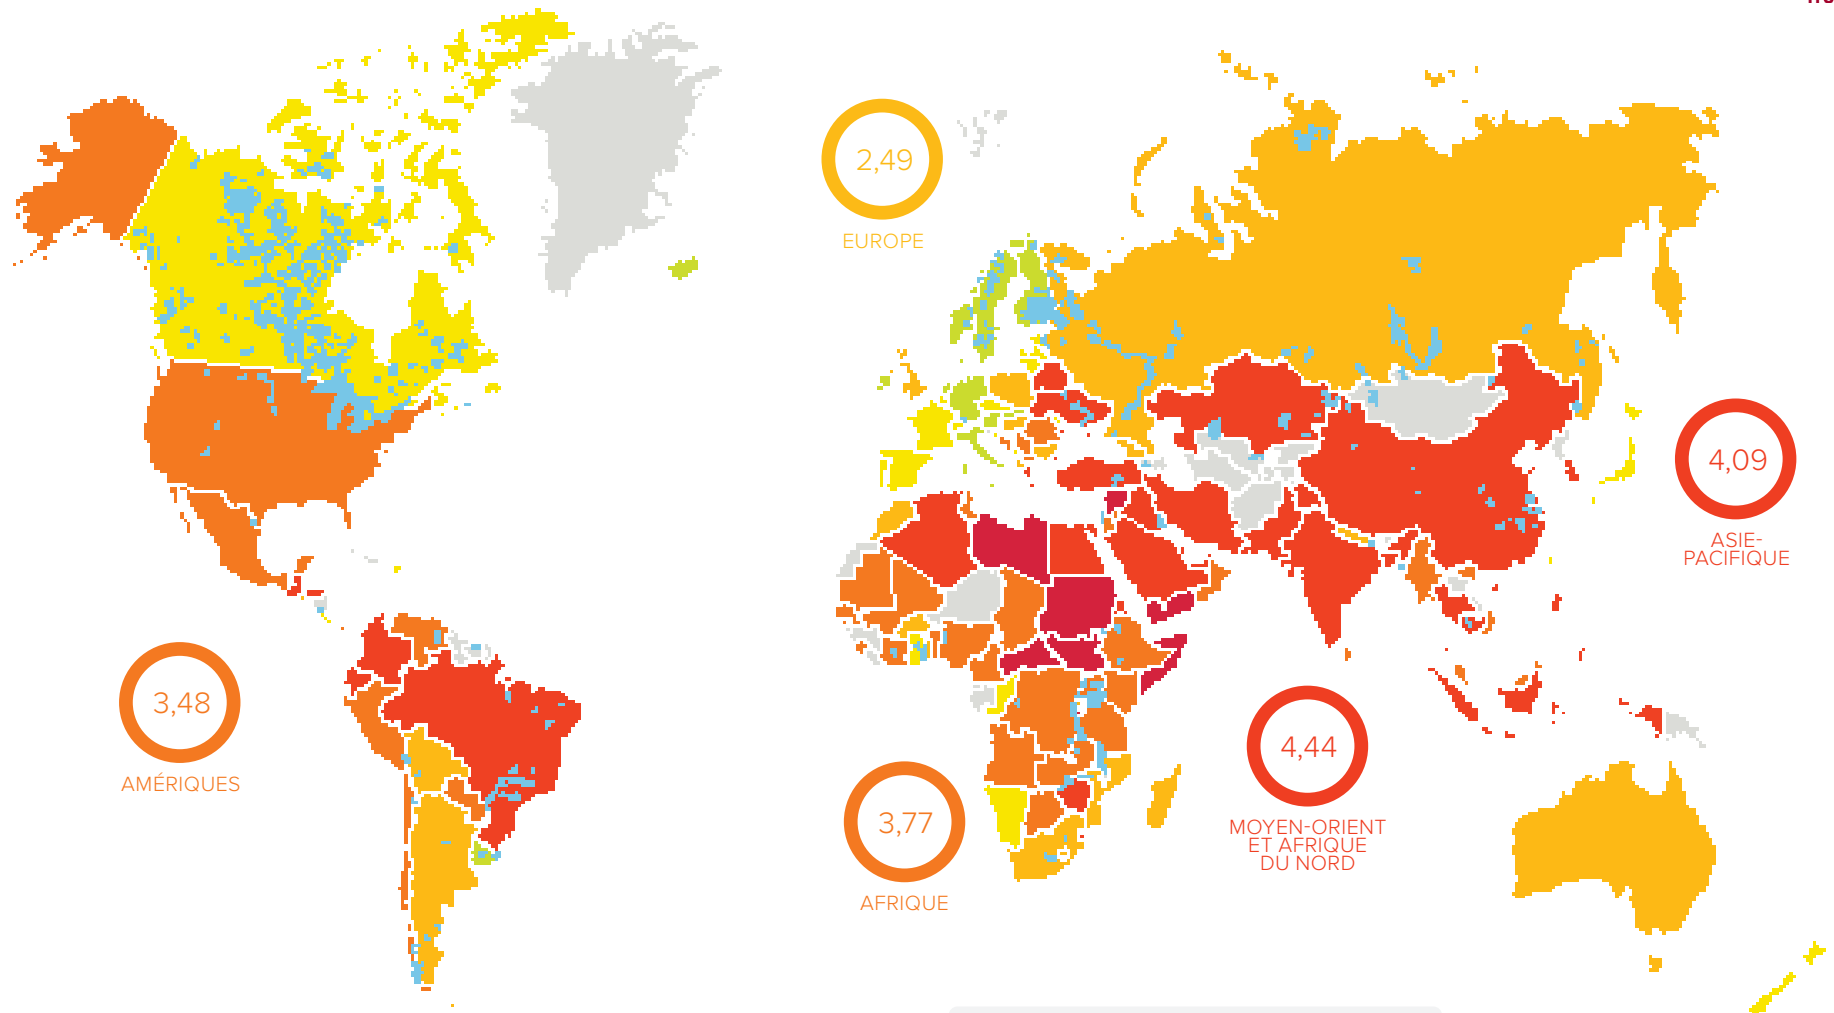 2,49
EUROPE
4,09
ASIE-
PACIFIQUE
3,48
AMÉRIQUES
4,44
MOYEN-ORIENT
ET AFRIQUE
DU NORD
3,77
AFRIQUE